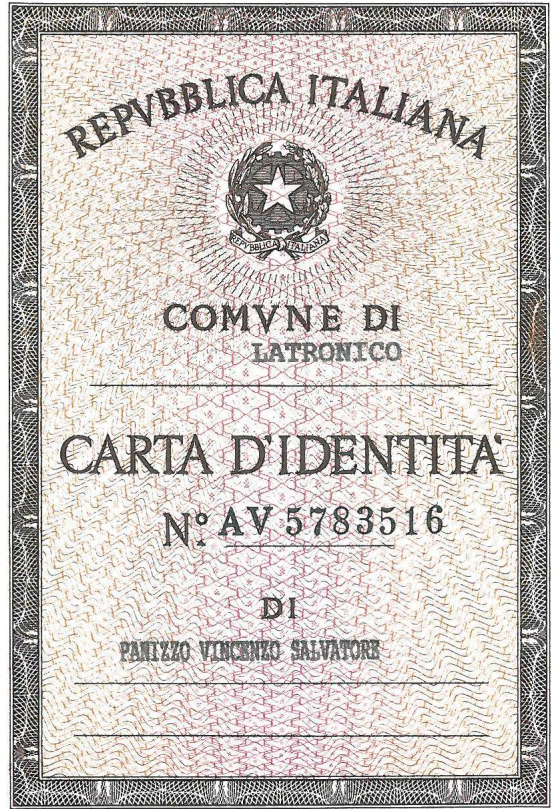 REPVBBLICA ITALIANA
REPVBBLICA ITALIANA
COMVNE DI
LATRONICO
CARTA D'IDENTITA'
N° AV 5783516
DI
PANIZZO VINCENZO SALVATORE